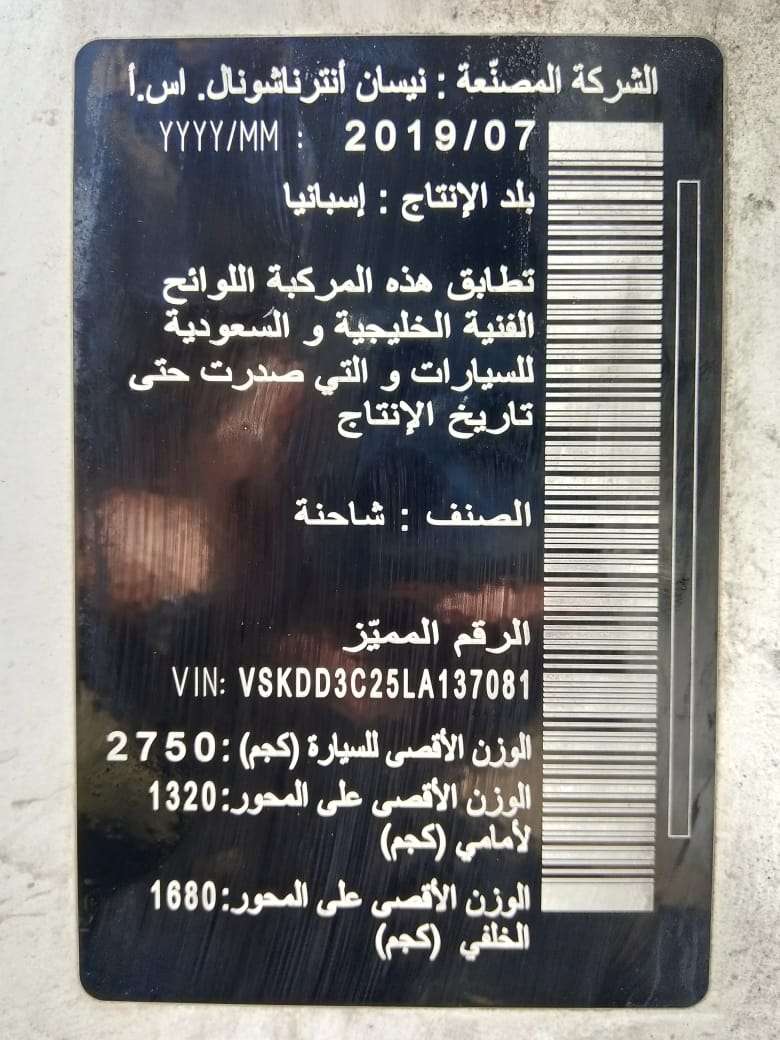 الشركة المصنّعة : نيسان أنترناشونال. اس.أ
YYYY/MM : 2019/07
بلد الإنتاج : إسبانيا
تطابق هذه المركبة اللوائح
الفنية الخليجية و السعودية
للسيارات و التي صدرت حتى
تاريخ الإنتاج
الصنف : شاحنة
الرقم المميّز
VIN: VSKDD3C25LA137081
الوزن الأقصى للسيارة (كجم):2750
الوزن الأقصى على المحور:1320
لأمامي (كجم)
الوزن الأقصى على المحور:1680
الخلفي (كجم)